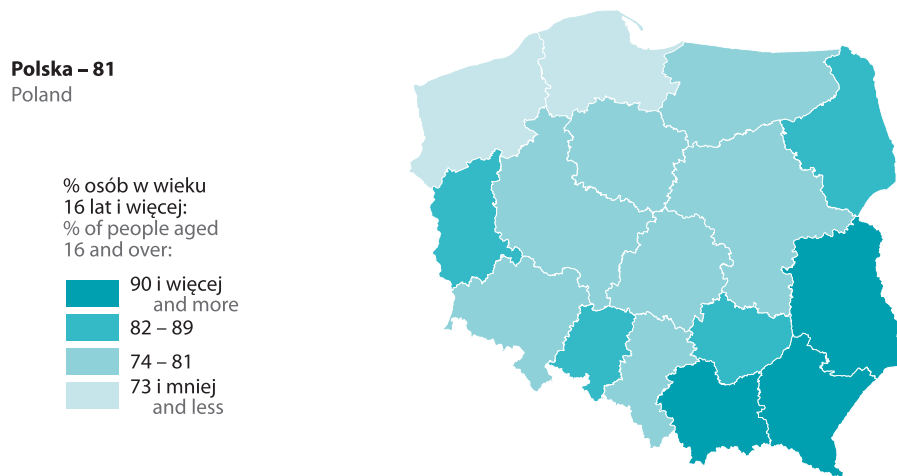 Polska – 81
Poland
% osób w wieku
16 lat i więcej:
% of people aged
16 and over:
90 i więcej
and more
82 – 89
74 – 81
73 i mniej
and less